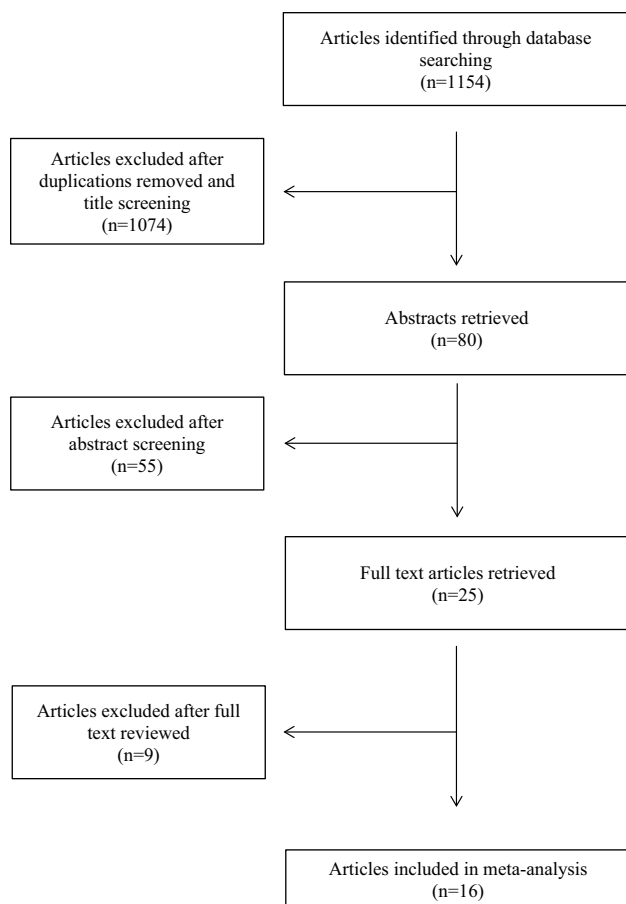 Articles identified through database
searching
(n=1154)
Articles excluded after
duplications removed and
title screening
(n=1074)
Abstracts retrieved
(n=80)
Articles excluded after
abstract screening
(n=55)
Full text articles retrieved
(n=25)
Articles excluded after full
text reviewed
(n=9)
Articles included in meta-analysis
(n=16)